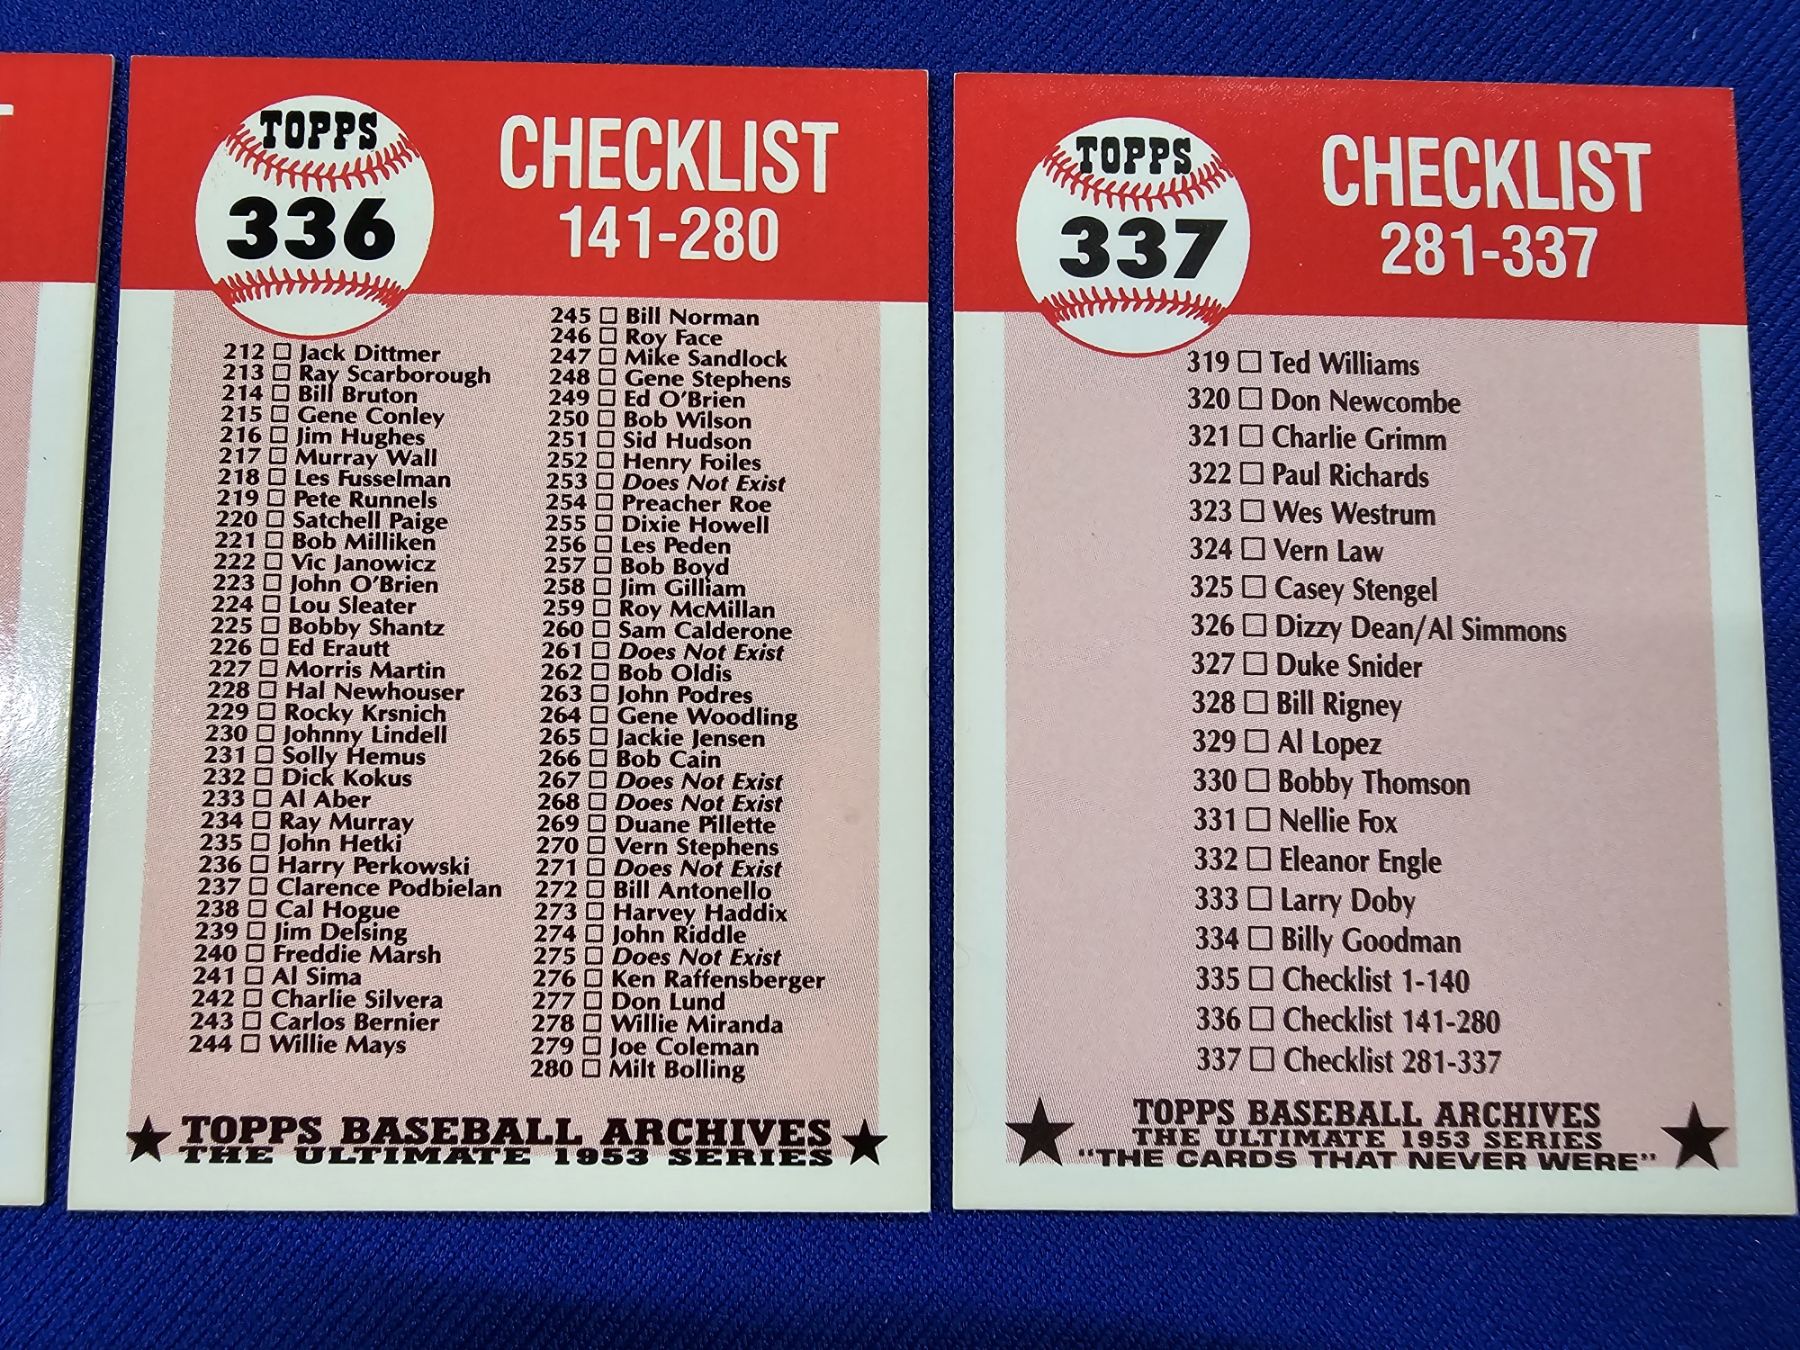 T
TOPPS
336
CHECKLIST
141-280
212 Jack Dittmer
213 Ray Scarborough
214 Bill Bruton
215 Gene Conley
216 Jim Hughes
217 Murray Wall
218 Les Fusselman
219 Pete Runnels
220 Satchell Paige
221 Bob Milliken
222 Vic Janowicz
223 John O'Brien
224 Lou Sleater
225 Bobby Shantz
226 Ed Erautt
227 Morris Martin
228 Hal Newhouser
229 Rocky Krsnich
230 Johnny Lindell
231 Solly Hemus
232 Dick Kokus
233 Al Aber
234 Ray Murray
235 John Hetki
236 Harry Perkowski
237 Clarence Podbielan
238 Cal Hogue
239 Jim Delsing
240 Freddie Marsh
241 Al Sima
242 Charlie Silvera
243 Carlos Bernier
244 Willie Mays
245 Bill Norman
246 Roy Face
247 Mike Sandlock
248 Gene Stephens
249 Ed O'Brien
250 Bob Wilson
251 Sid Hudson
252 Henry Foiles
253 Does Not Exist
254 Preacher Roe
255 Dixie Howell
256 Les Peden
257 Bob Boyd
258 Jim Gilliam
259 Roy McMillan
260 Sam Calderone
261 Does Not Exist
262 Bob Oldis
263 John Podres
264 Gene Woodling
265 Jackie Jensen
266 Bob Cain
267 Does Not Exist
268 Does Not Exist
269 Duane Pillette
270 Vern Stephens
271 Does Not Exist
272 Bill Antonello
273 Harvey Haddix
274 John Riddle
275 Does Not Exist
276 Ken Raffensberger
277 Don Lund
278 Willie Miranda
279 Joe Coleman
280 Milt Bolling
TOPPS BASEBALL ARCHIVES
THE ULTIMATE 1953 SERIES
TOPPS
337
CHECKLIST
281-337
319 Ted Williams
320 Don Newcombe
321 Charlie Grimm
322 Paul Richards
323 Wes Westrum
324 Vern Law
325 Casey Stengel
326 Dizzy Dean/Al Simmons
327 Duke Snider
328 Bill Rigney
329 Al Lopez
330 Bobby Thomson
331 Nellie Fox
332 Eleanor Engle
333 Larry Doby
334 Billy Goodman
335 Checklist 1-140
336 Checklist 141-280
337 Checklist 281-337
TOPPS BASEBALL ARCHIVES
THE ULTIMATE 1953 SERIES
"THE CARDS THAT NEVER WERE"